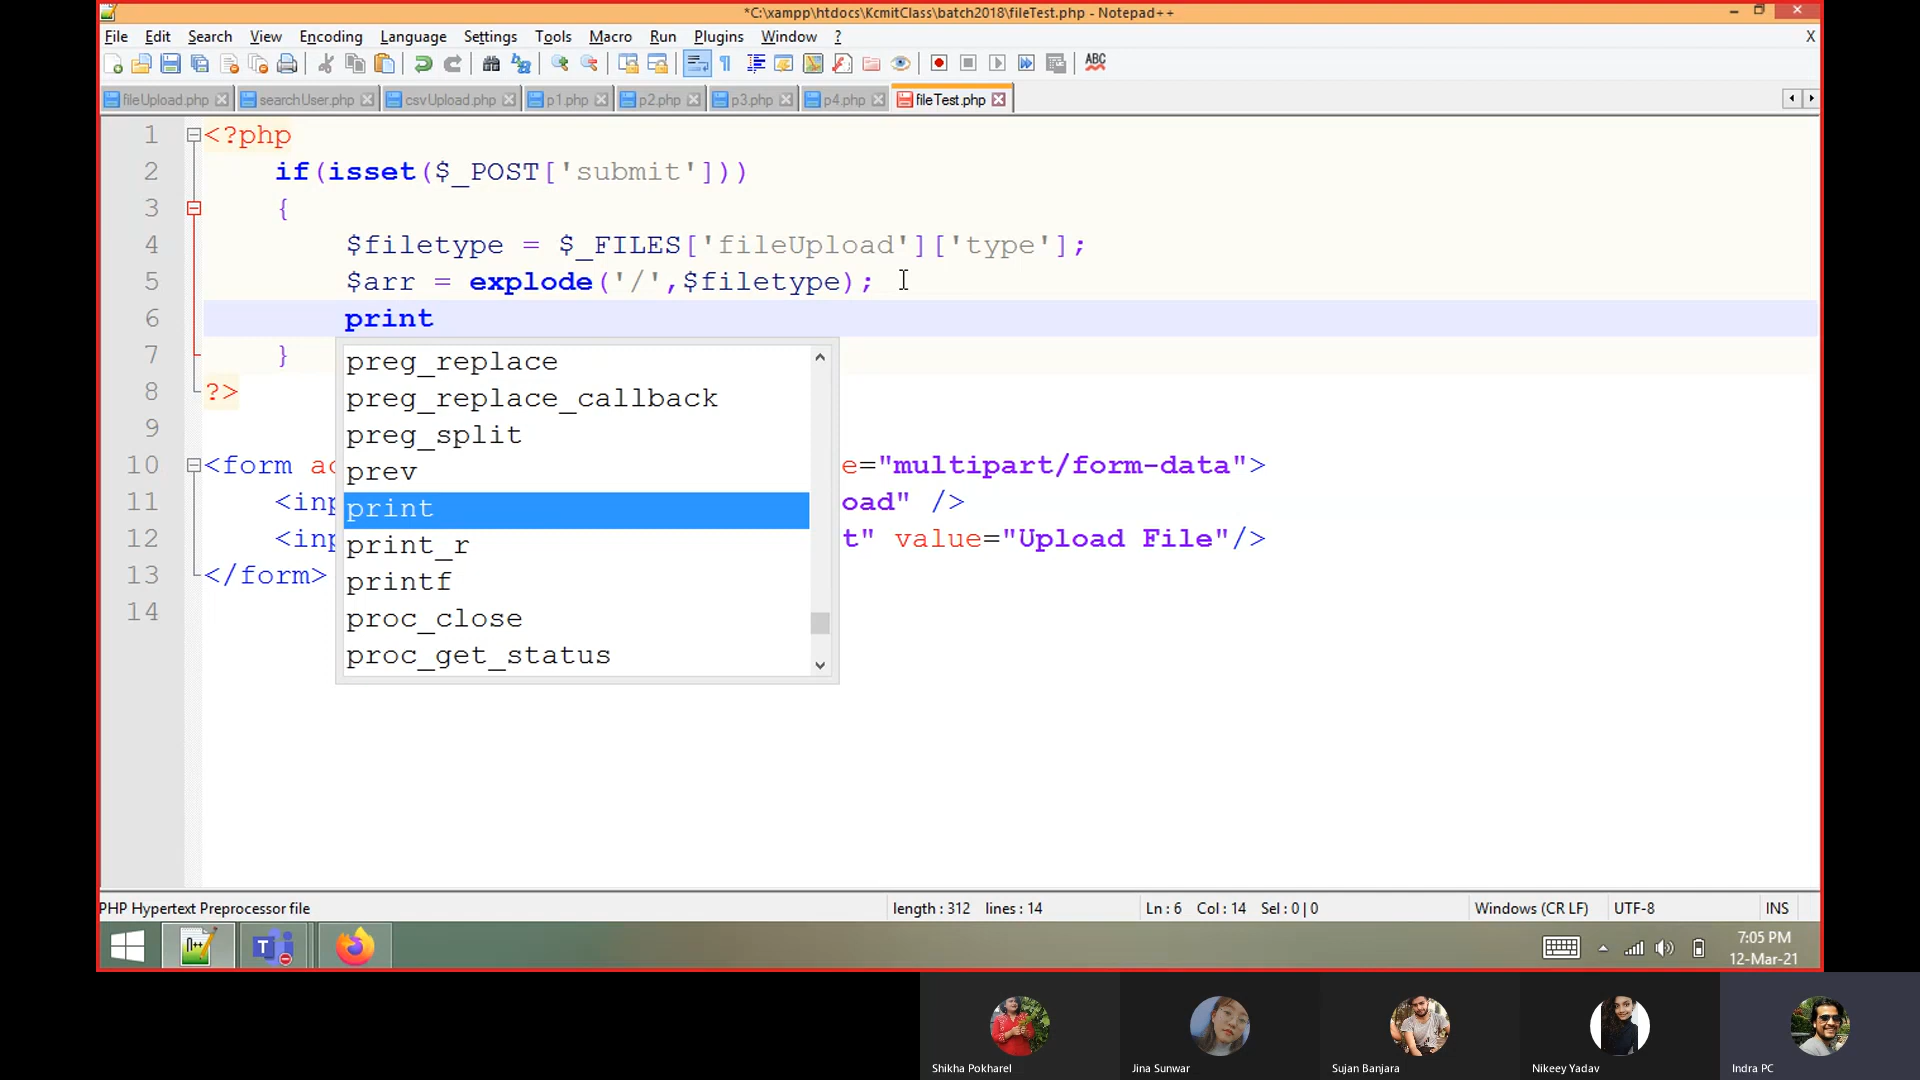 *C:\xampp\htdocs\KcmitClass\batch2018\fileTest.php - Notepad++
File Edit Search View Encoding Language Settings Tools Macro Run Plugins Window ? X
ABC
fileUpload.php searchUser.php csvUpload.php p1.php p2.php p3.php p4.php fileTest.php
1 <?php
2 if(isset($_POST['submit']))
3 {
4 $filetype = $_FILES['fileUpload']['type'];
5 $arr = explode('/',$filetype);
6 print
7 }
8 ?>
9
10 <form ac e="multipart/form-data">
11 <inp oad" />
12 <inp t" value="Upload File"/>
13 </form>
14
preg_replace
preg_replace_callback
preg_split
prev
print
print_r
printf
proc_close
proc_get_status
PHP Hypertext Preprocessor file length : 312 lines : 14 Ln : 6 Col : 14 Sel : 0 | 0 Windows (CR LF) UTF-8 INS
7:05 PM
12-Mar-21
Shikha Pokharel Jina Sunwar Sujan Banjara Nikeey Yadav Indra PC